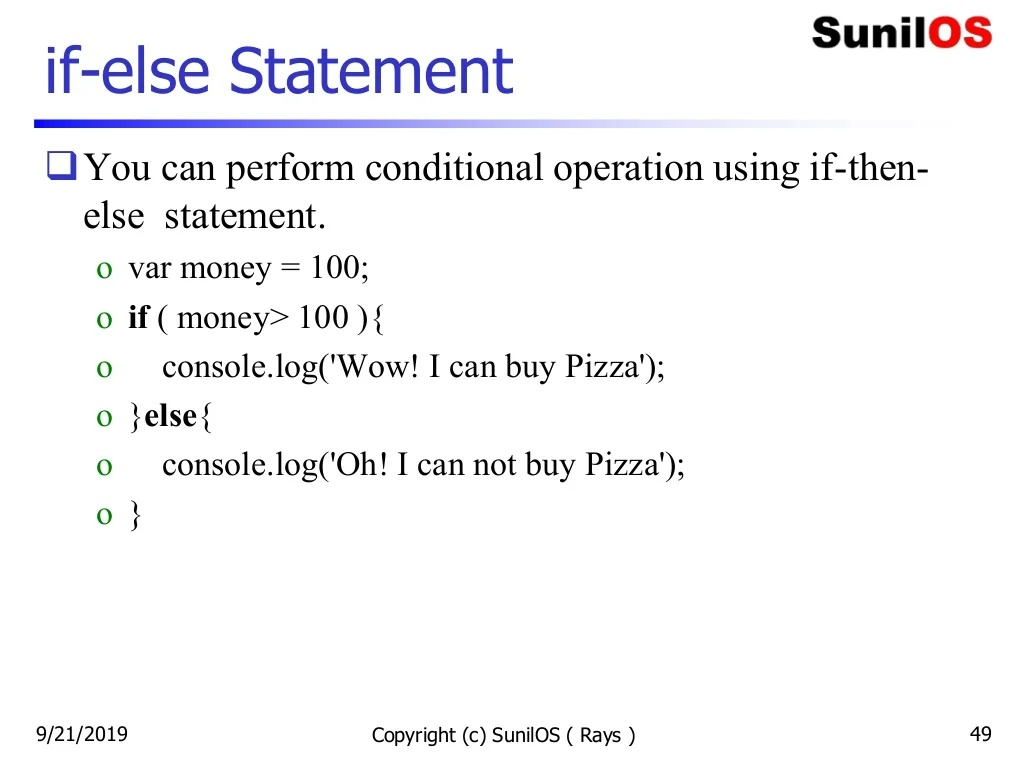 SunilOS
if-else Statement
You can perform conditional operation using if-then-
else  statement.
o var money = 100;
o if ( money> 100 ){
o     console.log('Wow! I can buy Pizza');
o }else{
o     console.log('Oh! I can not buy Pizza');
o }
9/21/2019
Copyright (c) SunilOS ( Rays )
49